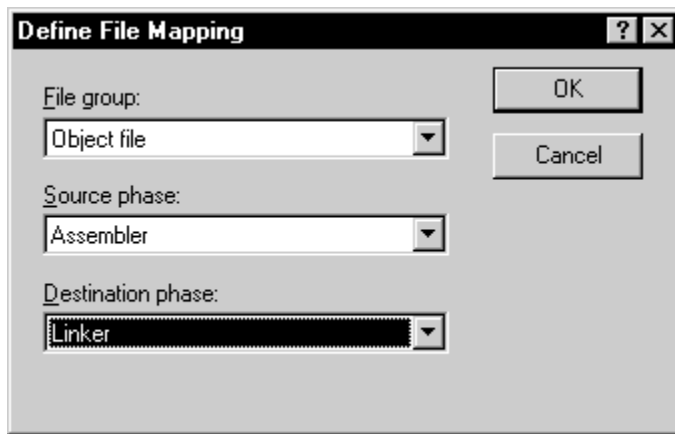 Define File Mapping
File group:
Object file
Source phase:
Assembler
Destination phase:
Linker
OK
Cancel